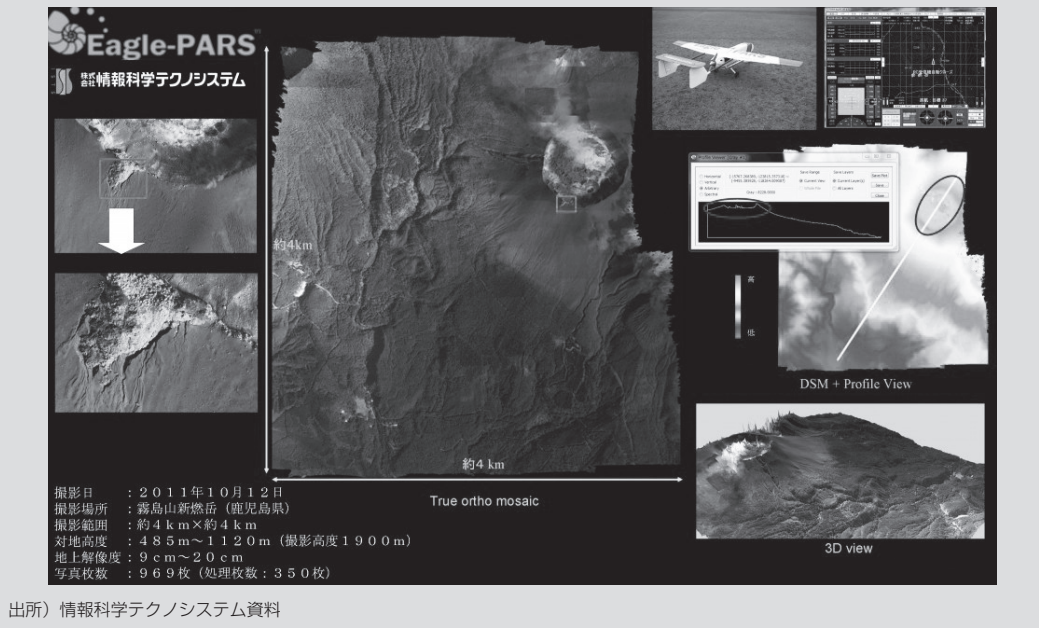 Eagle-PARS
株式会社情報科学テクノシステム
約4km
約4 km
True ortho mosaic
高
低
DSM + Profile View
3D view
撮影日　　：２０１１年１０月１２日
撮影場所　：霧島山新燃岳（鹿児島県）
撮影範囲　：約４ｋｍ×約４ｋｍ
対地高度　：４８５ｍ～１１２０ｍ（撮影高度１９００ｍ）
地上解像度：９ｃｍ～２０ｃｍ
写真枚数　：９６９枚（処理枚数：３５０枚）
出所）情報科学テクノシステム資料